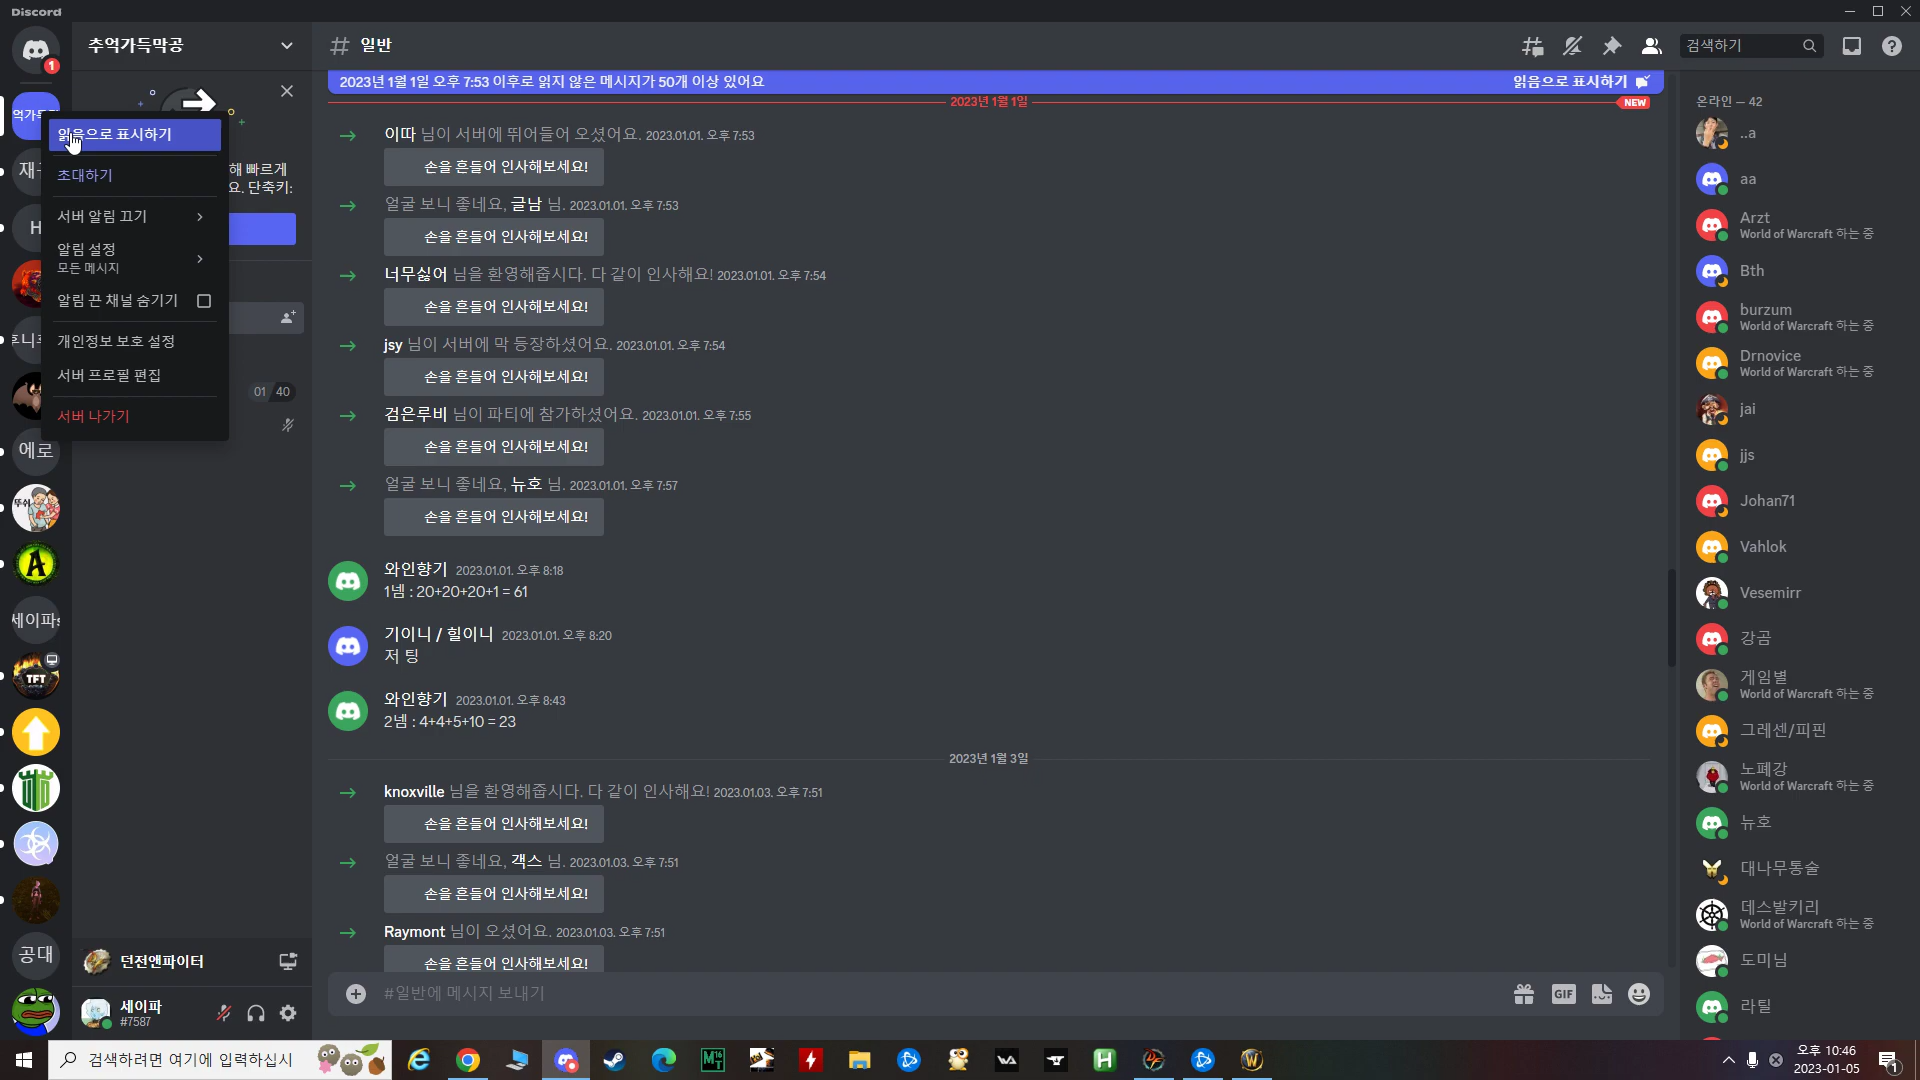 Discord
추억가득막공
일반
검색하기
1
2023년 1월 1일 오후 7:53 이후로 읽지 않은 메시지가 50개 이상 있어요
읽음으로 표시하기
2023년 1월 1일
NEW
읽음으로 표시하기
초대하기
서버 알림 끄기
알림 설정
모든 메시지
알림 끈 채널 숨기기
개인정보 보호 설정
서버 프로필 편집
서버 나가기
해 빠르게
요. 단축키:
01 40
에로
세이파
TFT
공대
이따 님이 서버에 뛰어들어 오셨어요. 2023.01.01. 오후 7:53
손을 흔들어 인사해보세요!
얼굴 보니 좋네요, 글남 님. 2023.01.01. 오후 7:53
손을 흔들어 인사해보세요!
너무싫어 님을 환영해줍시다. 다 같이 인사해요! 2023.01.01. 오후 7:54
손을 흔들어 인사해보세요!
jsy 님이 서버에 막 등장하셨어요. 2023.01.01. 오후 7:54
손을 흔들어 인사해보세요!
검은루비 님이 파티에 참가하셨어요. 2023.01.01. 오후 7:55
손을 흔들어 인사해보세요!
얼굴 보니 좋네요, 뉴호 님. 2023.01.01. 오후 7:57
손을 흔들어 인사해보세요!
와인향기 2023.01.01. 오후 8:18
1넴 : 20+20+20+1 = 61
기이니 / 힐이니 2023.01.01. 오후 8:20
저 팅
와인향기 2023.01.01. 오후 8:43
2넴 : 4+4+5+10 = 23
2023년 1월 3일
knoxville 님을 환영해줍시다. 다 같이 인사해요! 2023.01.03. 오후 7:51
손을 흔들어 인사해보세요!
얼굴 보니 좋네요, 객스 님. 2023.01.03. 오후 7:51
손을 흔들어 인사해보세요!
Raymont 님이 오셨어요. 2023.01.03. 오후 7:51
손을 흔들어 인사해보세요!
#일반에 메시지 보내기
GIF
던전앤파이터
세이파
#7587
온라인 — 42
..a
aa
Arzt
World of Warcraft 하는 중
Bth
burzum
World of Warcraft 하는 중
Drnovice
World of Warcraft 하는 중
jai
jjs
Johan71
Vahlok
Vesemirr
강곰
게임별
World of Warcraft 하는 중
그레센/피핀
노폐강
World of Warcraft 하는 중
뉴호
대나무통술
데스발키리
World of Warcraft 하는 중
도미님
라틸
검색하려면 여기에 입력하십시
오후 10:46
2023-01-05
1